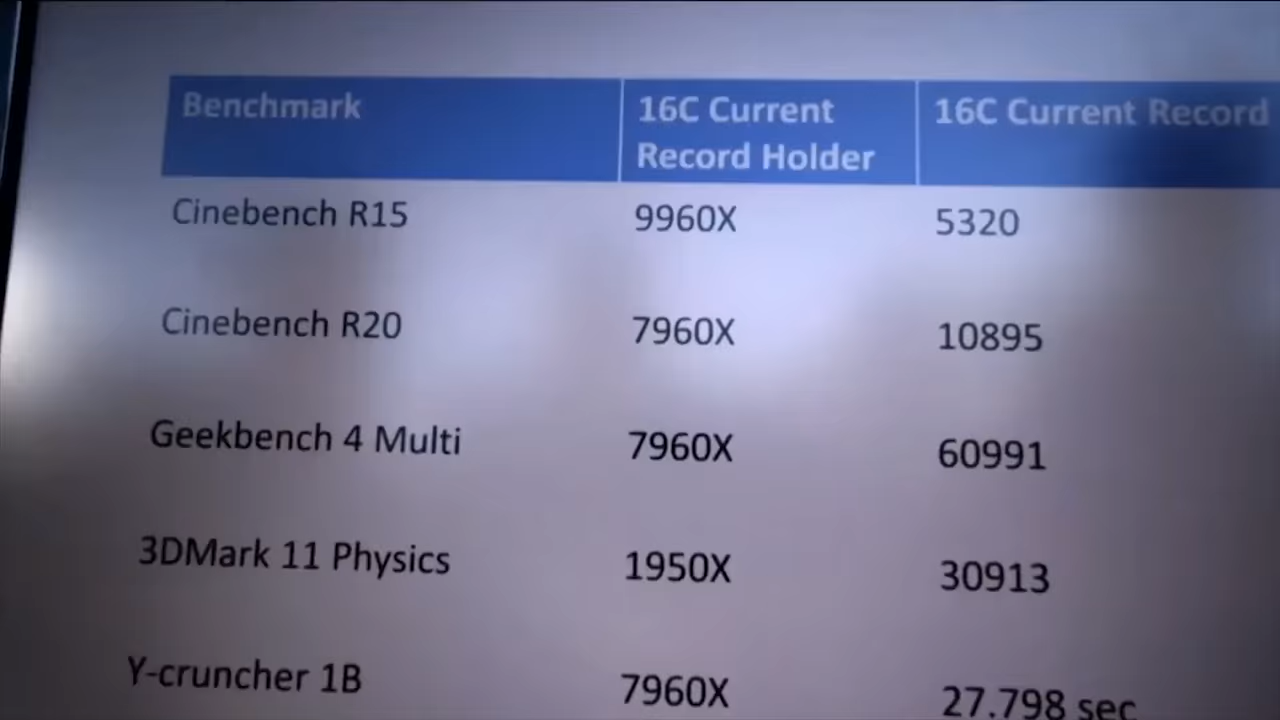 Benchmark 16C Current Record Holder 16C Current Record
Cinebench R15 9960X 5320
Cinebench R20 7960X 10895
Geekbench 4 Multi 7960X 60991
3DMark 11 Physics 1950X 30913
Y-cruncher 1B 7960X 27.798 sec